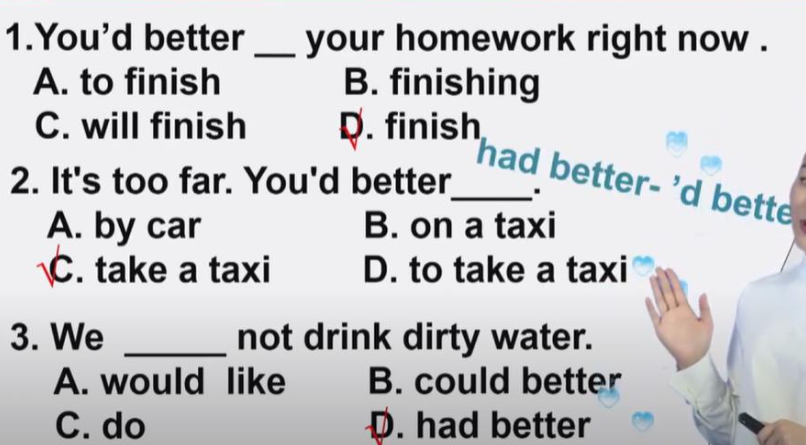 1.You’d better __ your homework right now .
A. to finish B. finishing
C. will finish D. finish
had better- ’d bette
2. It's too far. You'd better_____.
A. by car B. on a taxi
C. take a taxi D. to take a taxi
3. We _____ not drink dirty water.
A. would like B. could better
C. do D. had better